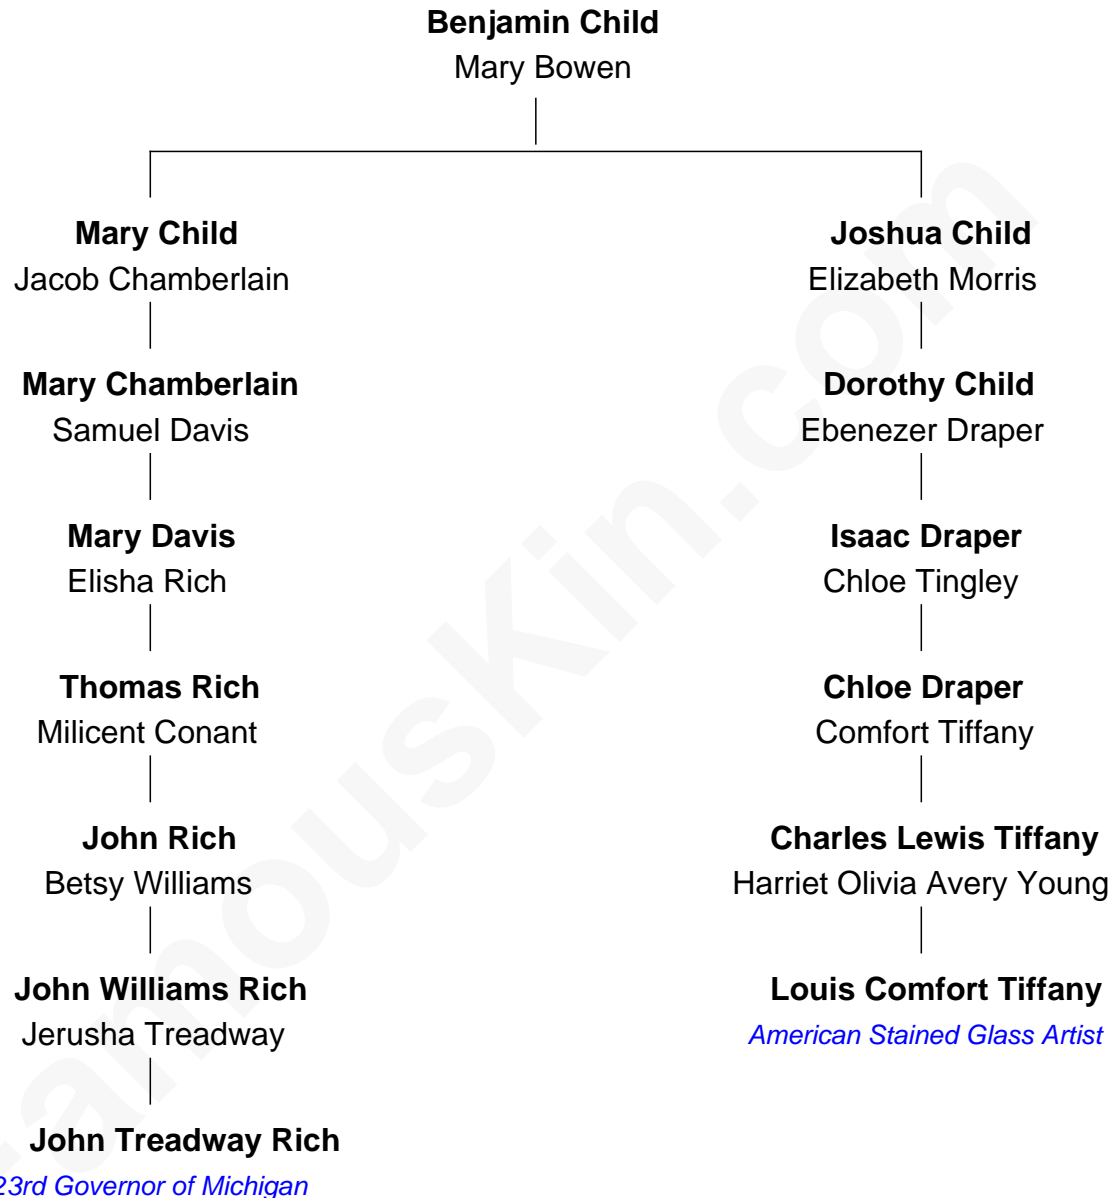 Benjamin Child
Mary Bowen
Mary Child
Jacob Chamberlain
Joshua Child
Elizabeth Morris
Mary Chamberlain
Samuel Davis
Dorothy Child
Ebenezer Draper
Mary Davis
Elisha Rich
Isaac Draper
Chloe Tingley
Thomas Rich
Milicent Conant
Chloe Draper
Comfort Tiffany
John Rich
Betsy Williams
Charles Lewis Tiffany
Harriet Olivia Avery Young
John Williams Rich
Jerusha Treadway
Louis Comfort Tiffany
American Stained Glass Artist
John Treadway Rich
23rd Governor of Michigan
FamousKin.com